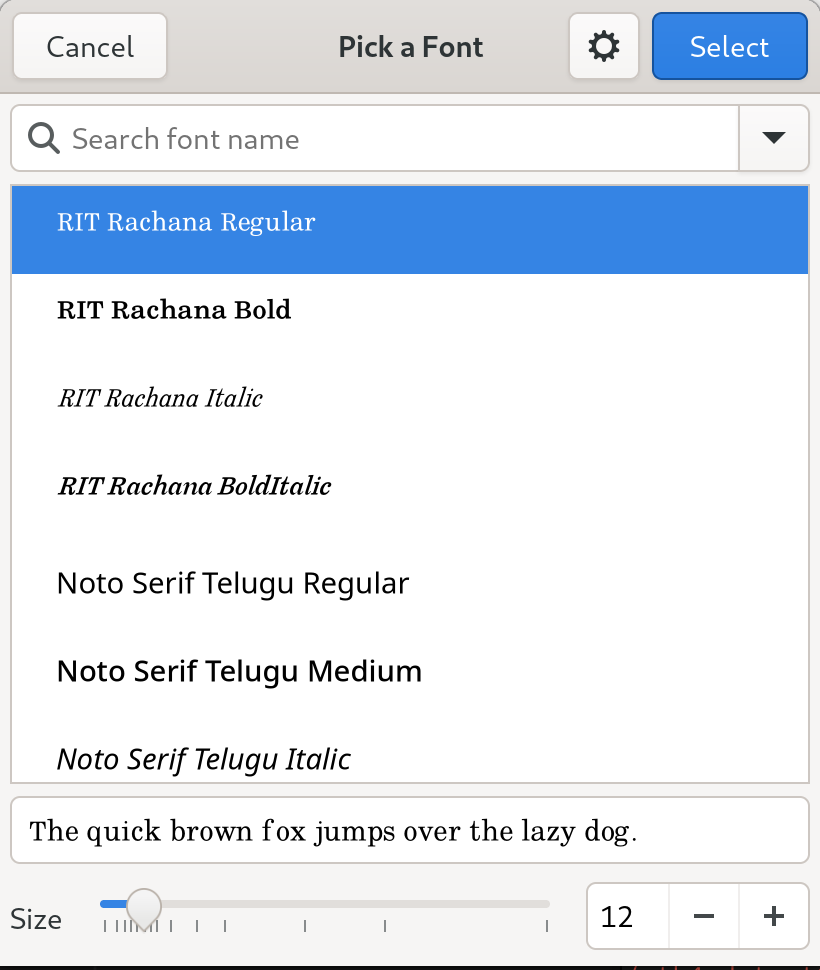 Cancel Pick a Font Select
Search font name
RIT Rachana Regular
RIT Rachana Bold
RIT Rachana Italic
RIT Rachana BoldItalic
Noto Serif Telugu Regular
Noto Serif Telugu Medium
Noto Serif Telugu Italic
The quick brown fox jumps over the lazy dog.
Size 12